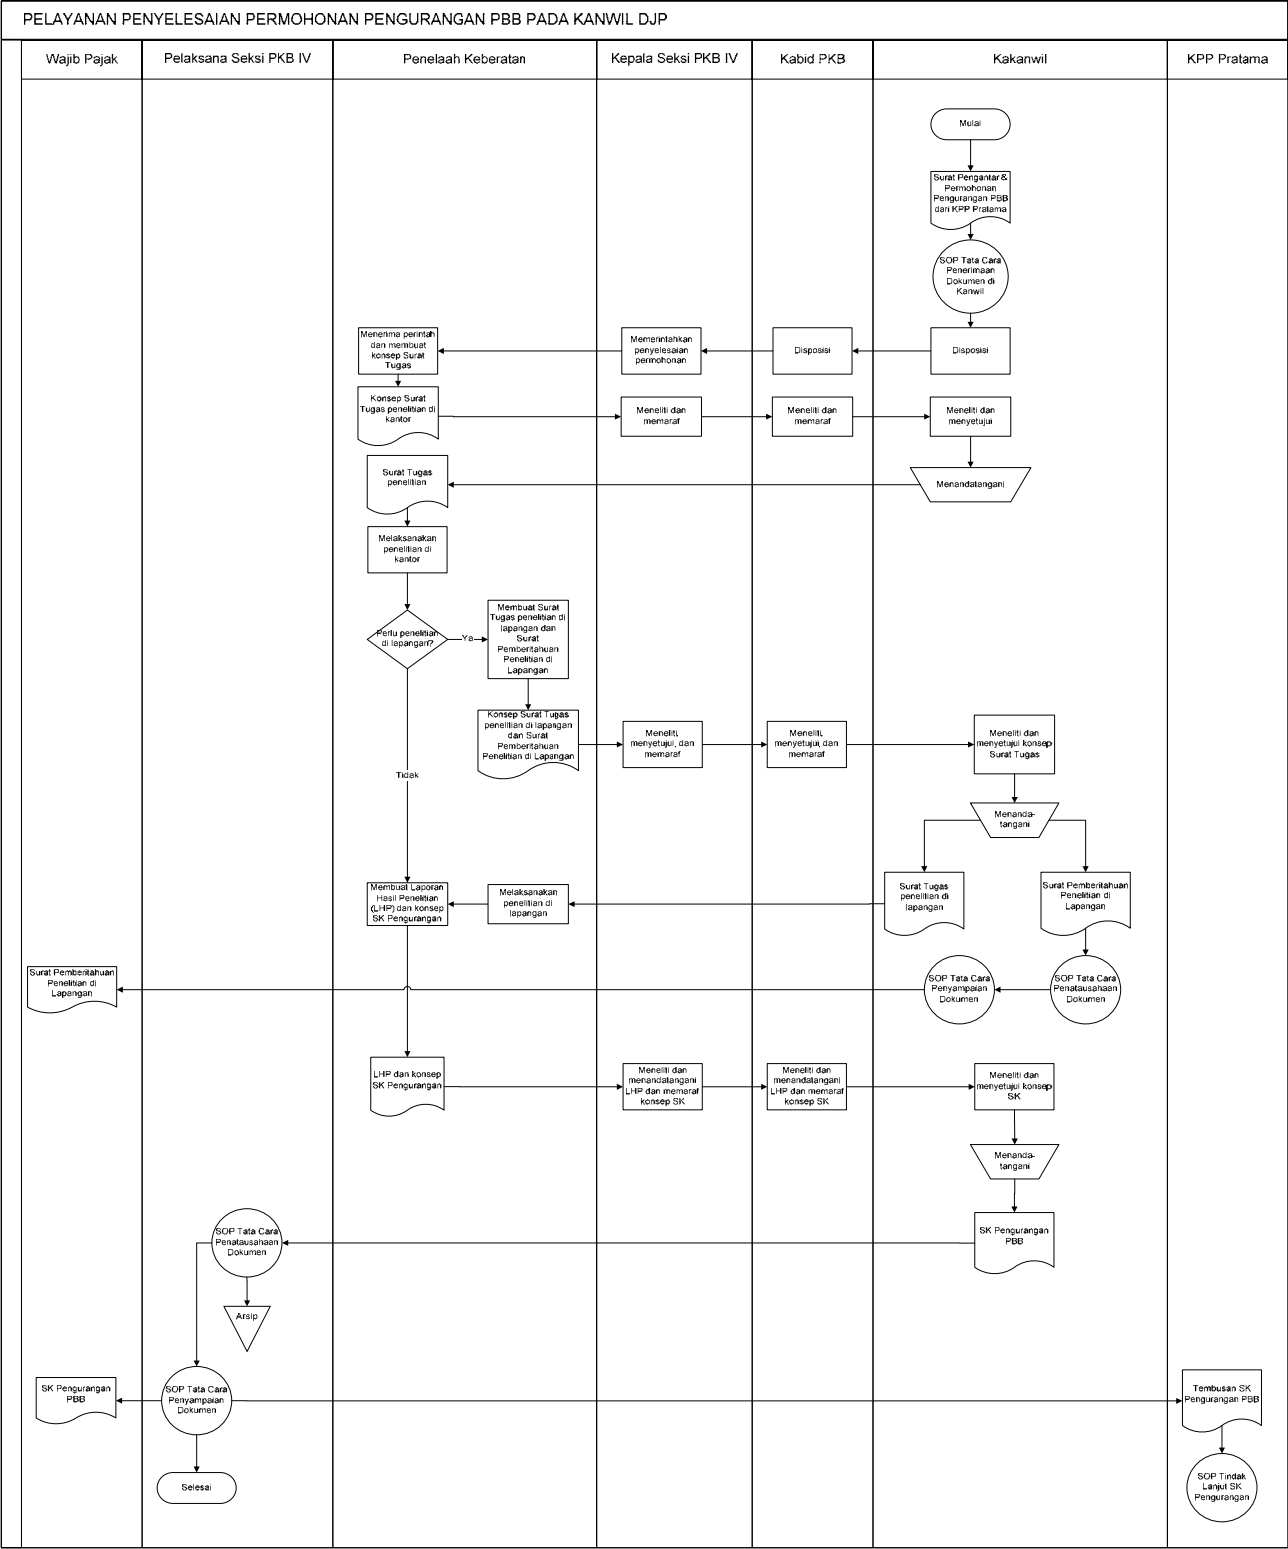 PELAYANAN PENYELESAIAN PERMOHONAN PENGURANGAN PBB PADA KANWIL DJP
Wajib Pajak
Pelaksana Seksi PKB IV
Penelaah Keberatan
Kepala Seksi PKB IV
Kabid PKB
Kakanwil
KPP Pratama
Mulai
Surat Pengantar &
Permohonan
Pengurangan PBB
dari KPP Pratama
SOP Tata Cara
Penerimaan
Dokumen di
Kanwil
Menerima perintah
dan membuat
konsep Surat
Tugas
Memerintahkan
penyelesaian
permohonan
Disposisi
Disposisi
Konsep Surat
Tugas penelitian di
kantor
Meneliti dan
memaraf
Meneliti dan
memaraf
Meneliti dan
menyetujui
Surat Tugas
penelitian
Menandatangani
Melaksanakan
penelitian di
kantor
Perlu penelitian
di lapangan?
Ya
Membuat Surat
Tugas penelitian di
lapangan dan
Surat
Pemberitahuan
Penelitian di
Lapangan
Konsep Surat Tugas
penelitian di lapangan
dan Surat
Pemberitahuan
Penelitian di Lapangan
Meneliti,
menyetujui, dan
memaraf
Meneliti,
menyetujui, dan
memaraf
Meneliti dan
menyetujui konsep
Surat Tugas
Tidak
Menanda-
tangani
Membuat Laporan
Hasil Penelitian
(LHP) dan konsep
SK Pengurangan
Melaksanakan
penelitian di
lapangan
Surat Tugas
penelitian di
lapangan
Surat Pemberitahuan
Penelitian di
Lapangan
Surat Pemberitahuan
Penelitian di
Lapangan
SOP Tata Cara
Penyampaian
Dokumen
SOP Tata Cara
Penatausahaan
Dokumen
LHP dan konsep
SK Pengurangan
Meneliti dan
menandatangani
LHP dan memaraf
konsep SK
Meneliti dan
menandatangani
LHP dan memaraf
konsep SK
Meneliti dan
menyetujui konsep
SK
Menanda-
tangani
SOP Tata Cara
Penatausahaan
Dokumen
SK Pengurangan
PBB
Arsip
SK Pengurangan
PBB
SOP Tata Cara
Penyampaian
Dokumen
Tembusan SK
Pengurangan PBB
Selesai
SOP Tindak
Lanjut SK
Pengurangan